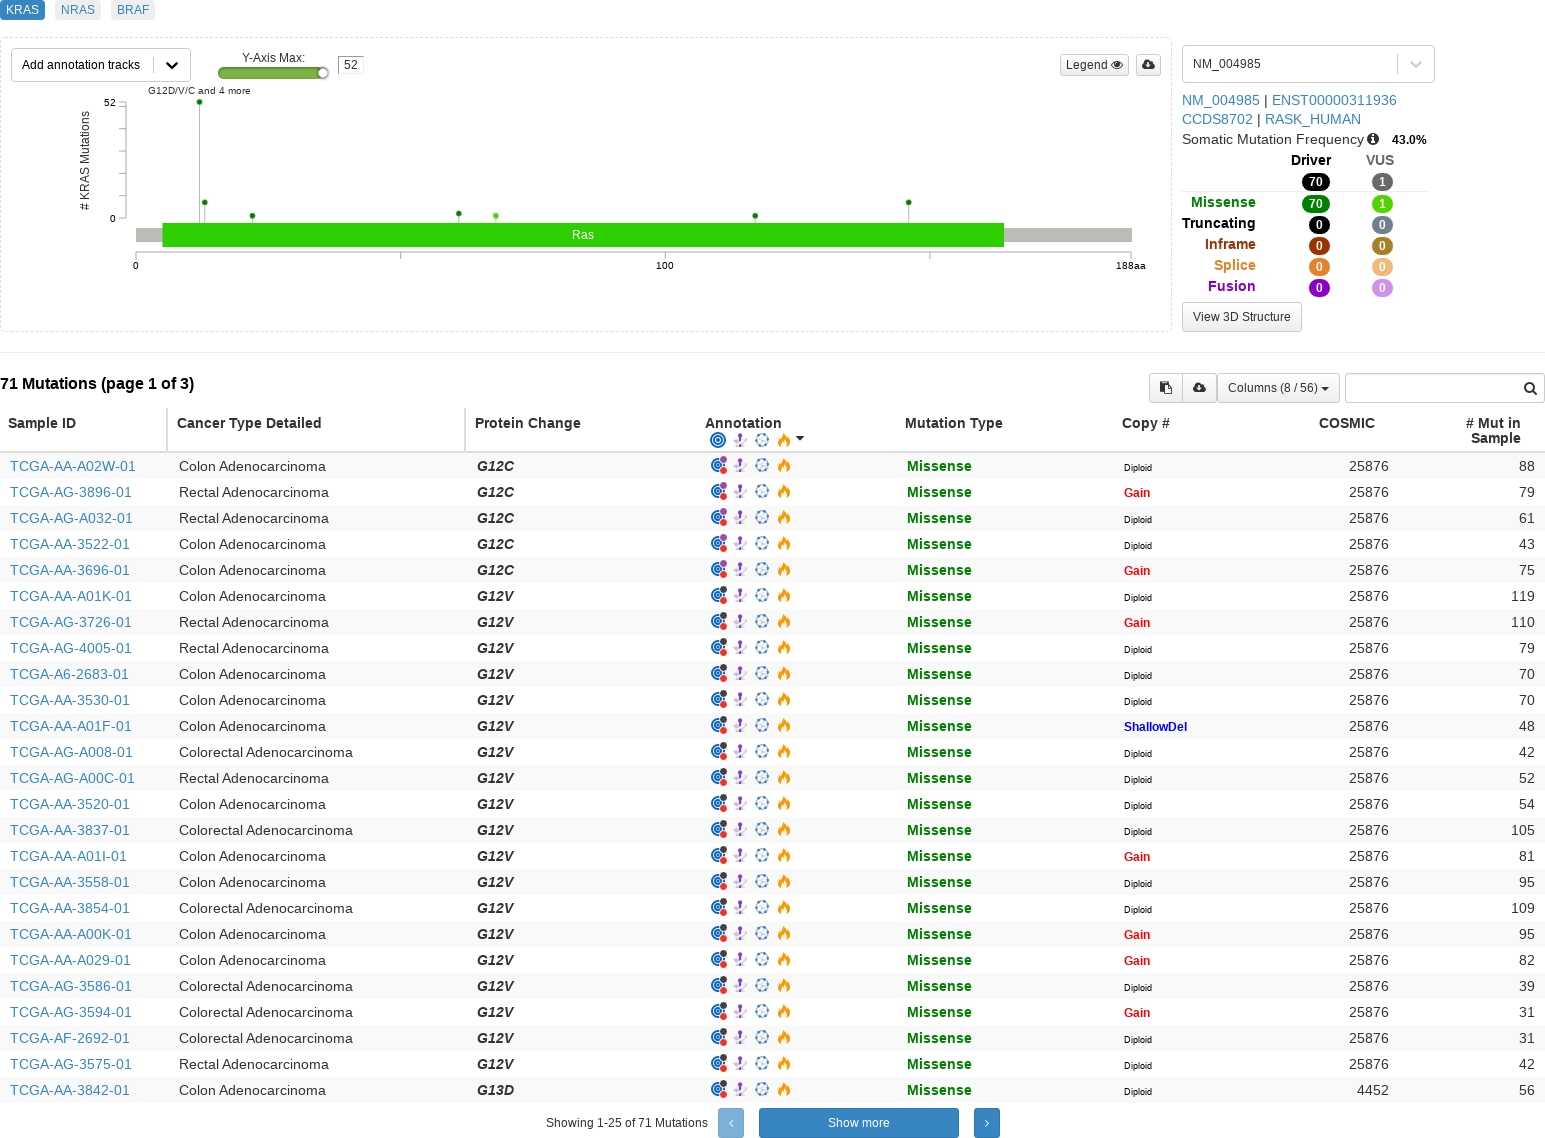 KRAS NRAS BRAF
Add annotation tracks
Y-Axis Max:
52
Legend
G12D/V/C and 4 more
52
# KRAS Mutations
0
Ras
0 100 188aa
NM_004985
NM_004985 | ENST00000311936
CCDS8702 | RASK_HUMAN
Somatic Mutation Frequency 43.0%
Driver VUS
70 1
Missense 70 1
Truncating 0 0
Inframe 0 0
Splice 0 0
Fusion 0 0
View 3D Structure
71 Mutations (page 1 of 3)
Columns (8 / 56)
Sample ID Cancer Type Detailed Protein Change Annotation Mutation Type Copy # COSMIC # Mut in
Sample
TCGA-AA-A02W-01 Colon Adenocarcinoma G12C Missense Diploid 25876 88
TCGA-AG-3896-01 Rectal Adenocarcinoma G12C Missense Gain 25876 79
TCGA-AG-A032-01 Rectal Adenocarcinoma G12C Missense Diploid 25876 61
TCGA-AA-3522-01 Colon Adenocarcinoma G12C Missense Diploid 25876 43
TCGA-AA-3696-01 Colon Adenocarcinoma G12C Missense Gain 25876 75
TCGA-AA-A01K-01 Colon Adenocarcinoma G12V Missense Diploid 25876 119
TCGA-AG-3726-01 Rectal Adenocarcinoma G12V Missense Gain 25876 110
TCGA-AG-4005-01 Rectal Adenocarcinoma G12V Missense Diploid 25876 79
TCGA-A6-2683-01 Colon Adenocarcinoma G12V Missense Diploid 25876 70
TCGA-AA-3530-01 Colon Adenocarcinoma G12V Missense Diploid 25876 70
TCGA-AA-A01F-01 Colon Adenocarcinoma G12V Missense ShallowDel 25876 48
TCGA-AG-A008-01 Colorectal Adenocarcinoma G12V Missense Diploid 25876 42
TCGA-AG-A00C-01 Rectal Adenocarcinoma G12V Missense Diploid 25876 52
TCGA-AA-3520-01 Colon Adenocarcinoma G12V Missense Diploid 25876 54
TCGA-AA-3837-01 Colorectal Adenocarcinoma G12V Missense Diploid 25876 105
TCGA-AA-A01I-01 Colon Adenocarcinoma G12V Missense Gain 25876 81
TCGA-AA-3558-01 Colon Adenocarcinoma G12V Missense Diploid 25876 95
TCGA-AA-3854-01 Colorectal Adenocarcinoma G12V Missense Diploid 25876 109
TCGA-AA-A00K-01 Colon Adenocarcinoma G12V Missense Gain 25876 95
TCGA-AA-A029-01 Colon Adenocarcinoma G12V Missense Gain 25876 82
TCGA-AG-3586-01 Colorectal Adenocarcinoma G12V Missense Diploid 25876 39
TCGA-AG-3594-01 Colorectal Adenocarcinoma G12V Missense Gain 25876 31
TCGA-AF-2692-01 Colorectal Adenocarcinoma G12V Missense Diploid 25876 31
TCGA-AG-3575-01 Rectal Adenocarcinoma G12V Missense Diploid 25876 42
TCGA-AA-3842-01 Colon Adenocarcinoma G13D Missense Diploid 4452 56
Showing 1-25 of 71 Mutations ‹ Show more ›